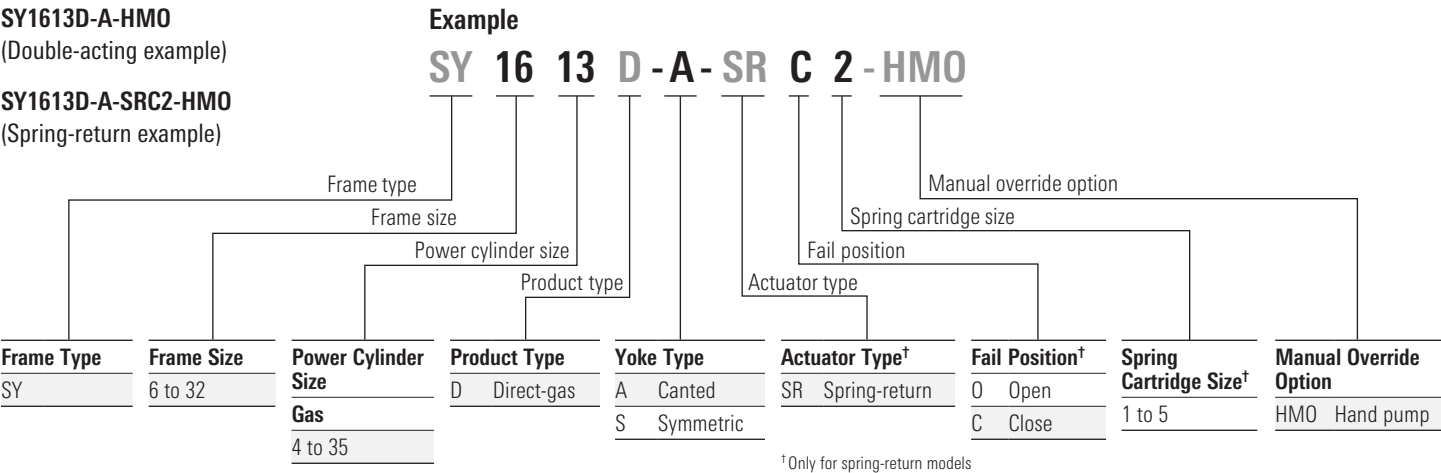 SY1613D-A-HMO
(Double-acting example)
SY1613D-A-SRC2-HMO
(Spring-return example)
Example
SY 16 13 D - A - SR C 2 - HMO
Frame type
Manual override option
Frame size
Spring cartridge size
Power cylinder size
Fail position
Product type
Actuator type
Frame Type
SY
Frame Size
6 to 32
Power Cylinder
Size
Gas
4 to 35
Product Type
D Direct-gas
Yoke Type
A Canted
S Symmetric
Actuator Type†
SR Spring-return
Fail Position†
O Open
C Close
Spring
Cartridge Size†
1 to 5
Manual Override
Option
HMO Hand pump
†Only for spring-return models